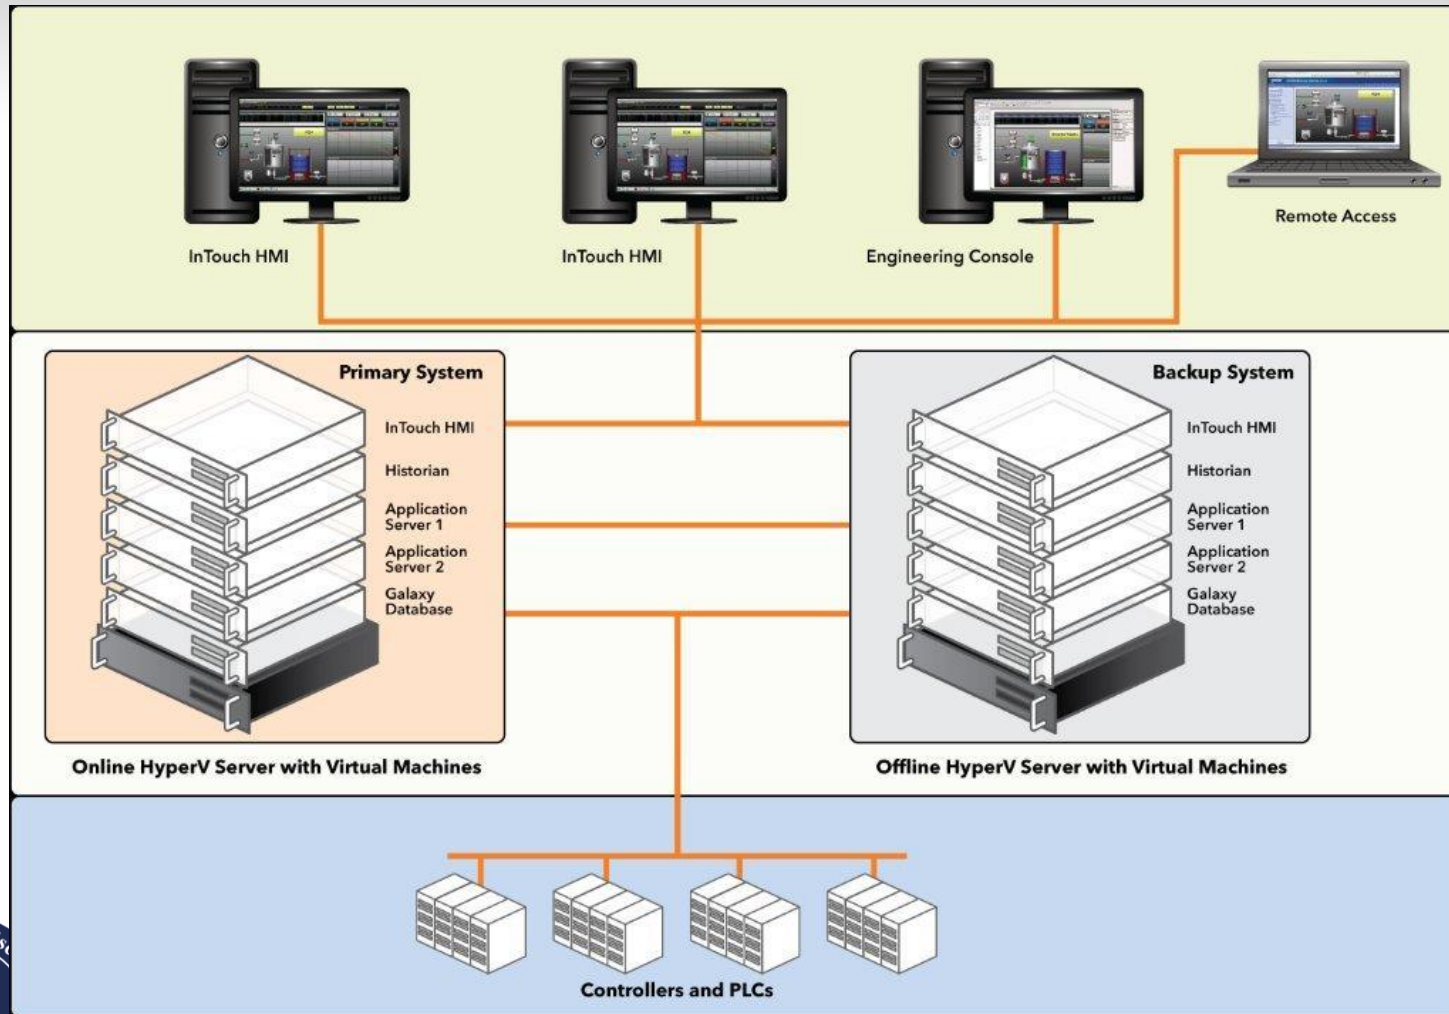 InTouch HMI
InTouch HMI
Engineering Console
Remote Access
Primary System
InTouch HMI
Historian
Application
Server 1
Application
Server 2
Galaxy
Database
Online HyperV Server with Virtual Machines
Backup System
InTouch HMI
Historian
Application
Server 1
Application
Server 2
Galaxy
Database
Offline HyperV Server with Virtual Machines
Controllers and PLCs